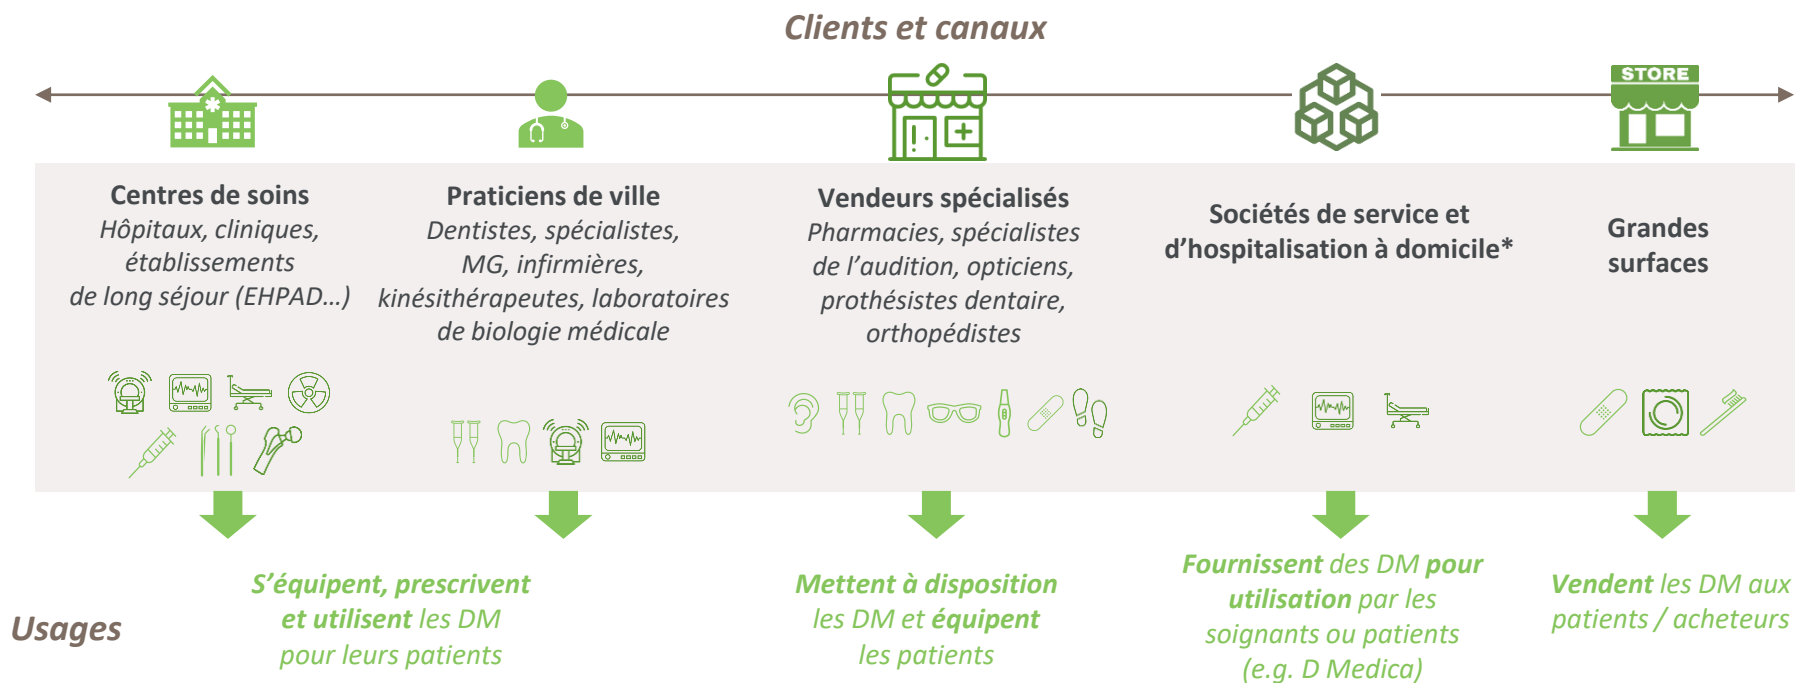 Clients et canaux
STORE
Centres de soins
Hôpitaux, cliniques,
établissements
de long séjour (EHPAD…)
Praticiens de ville
Dentistes, spécialistes,
MG, infirmières,
kinésithérapeutes, laboratoires
de biologie médicale
Vendeurs spécialisés
Pharmacies, spécialistes
de l’audition, opticiens,
prothésistes dentaire,
orthopédistes
Sociétés de service et
d’hospitalisation à domicile*
Grandes
surfaces
Usages
S’équipent, prescrivent
et utilisent les DM
pour leurs patients
Mettent à disposition
les DM et équipent
les patients
Fournissent des DM pour
utilisation par les
soignants ou patients
(e.g. D Medica)
Vendent les DM aux
patients / acheteurs